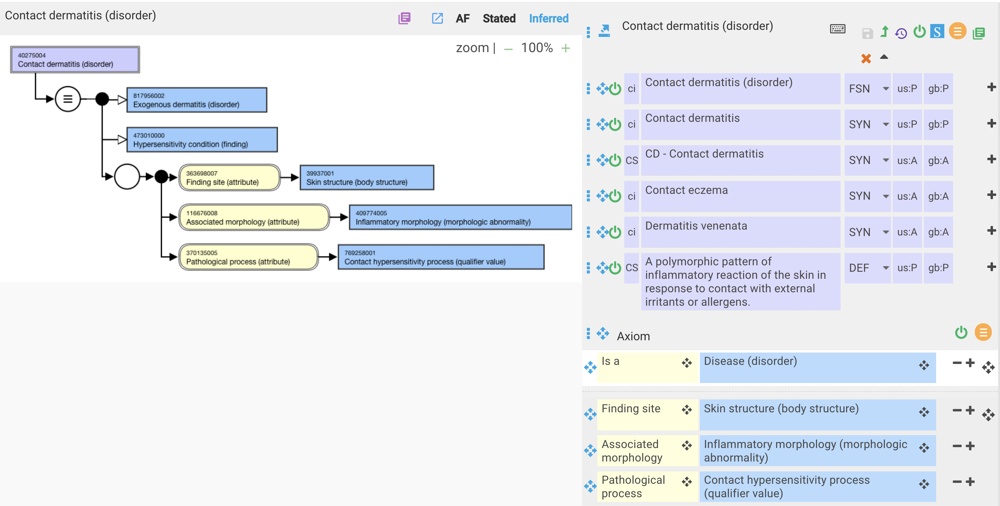 Contact dermatitis (disorder)
AF Stated Inferred
zoom | – 100% +
40275004
Contact dermatitis (disorder)
817956002
Exogenous dermatitis (disorder)
473010000
Hypersensitivity condition (finding)
363698007
Finding site (attribute)
39937001
Skin structure (body structure)
116676008
Associated morphology (attribute)
409774005
Inflammatory morphology (morphologic abnormality)
370135005
Pathological process (attribute)
769258001
Contact hypersensitivity process (qualifier value)
Contact dermatitis (disorder)
S
ci Contact dermatitis (disorder) FSN us:P gb:P
ci Contact dermatitis SYN us:P gb:P
CS CD - Contact dermatitis SYN us:A gb:A
ci Contact eczema SYN us:A gb:A
ci Dermatitis venenata SYN us:A gb:A
CS A polymorphic pattern of DEF us:P gb:P
inflammatory reaction of the skin in
response to contact with external
irritants or allergens.
Axiom
Is a Disease (disorder)
Finding site Skin structure (body structure)
Associated Inflammatory morphology (morphologic
morphology abnormality)
Pathological Contact hypersensitivity process
process (qualifier value)